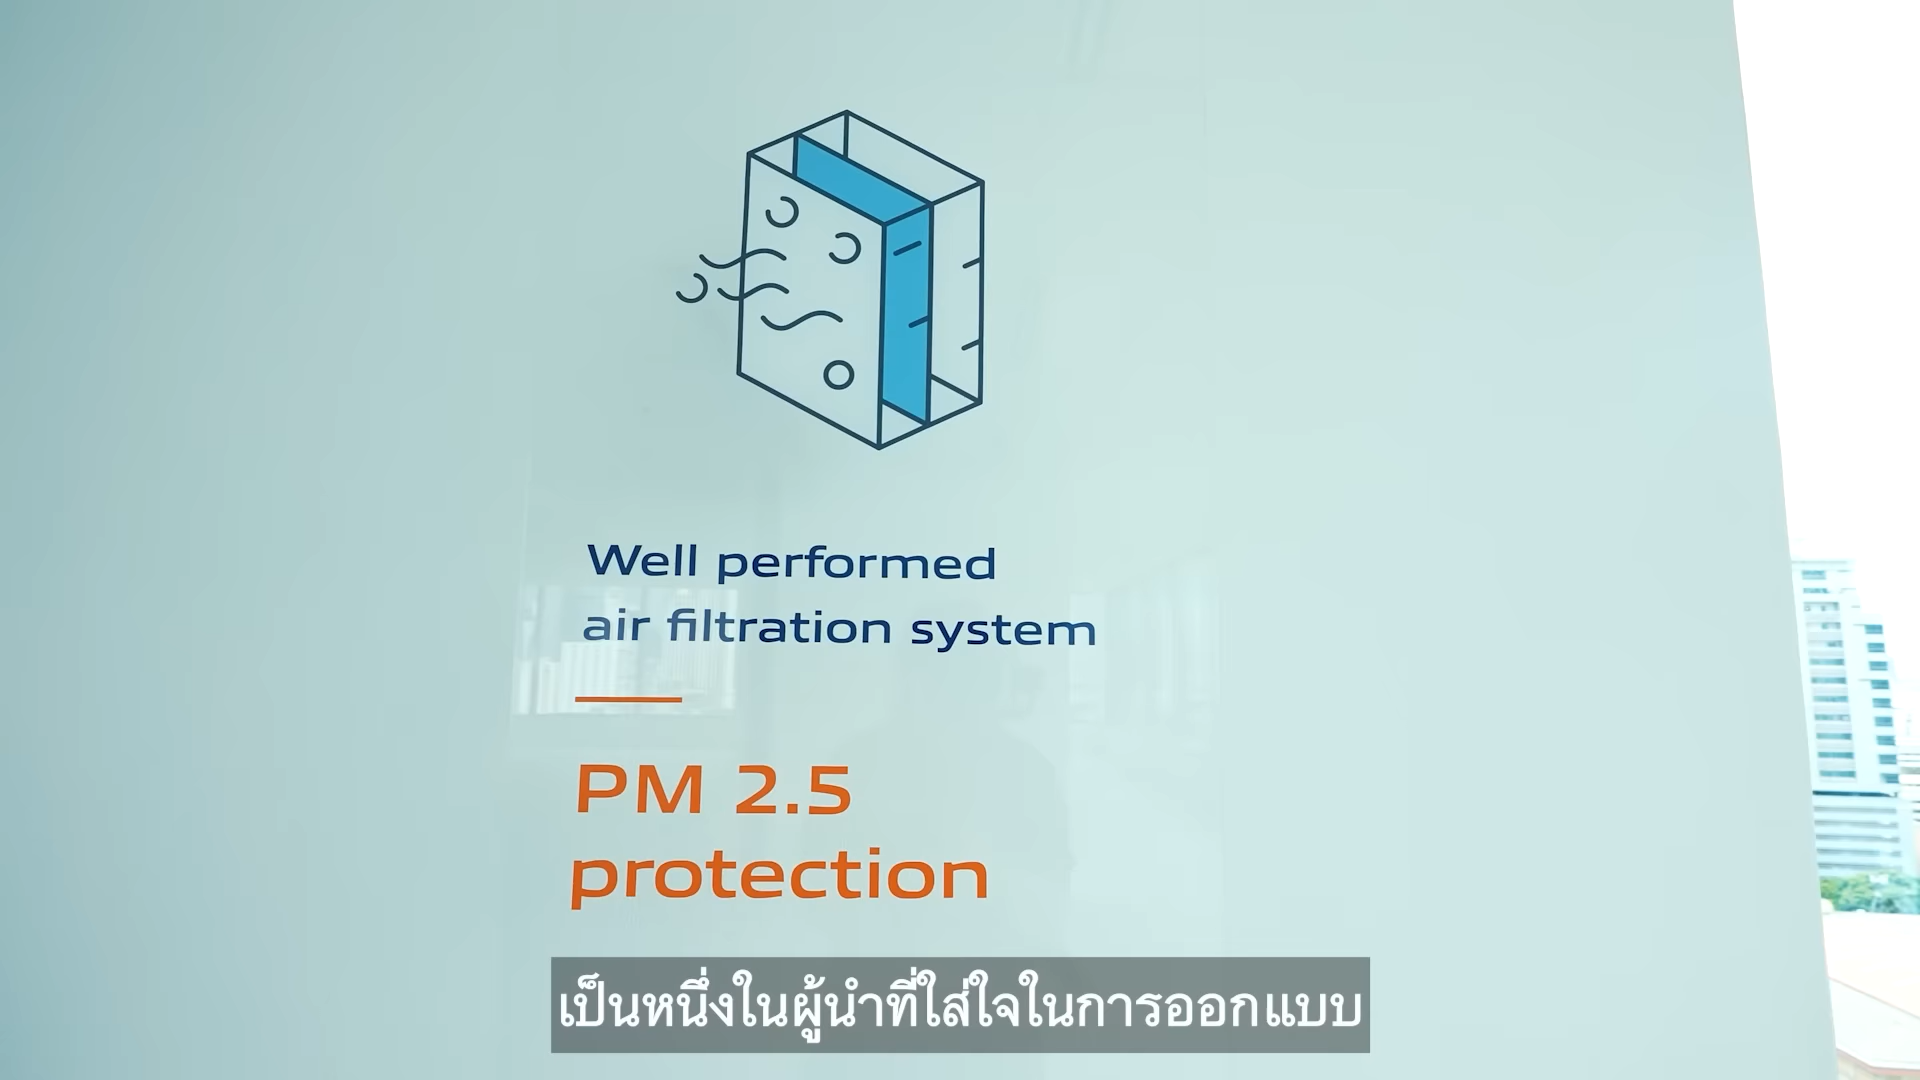 Well performed
air filtration system
PM 2.5
protection
เป็นหนึ่งในผู้นำที่ใส่ใจในการออกแบบ